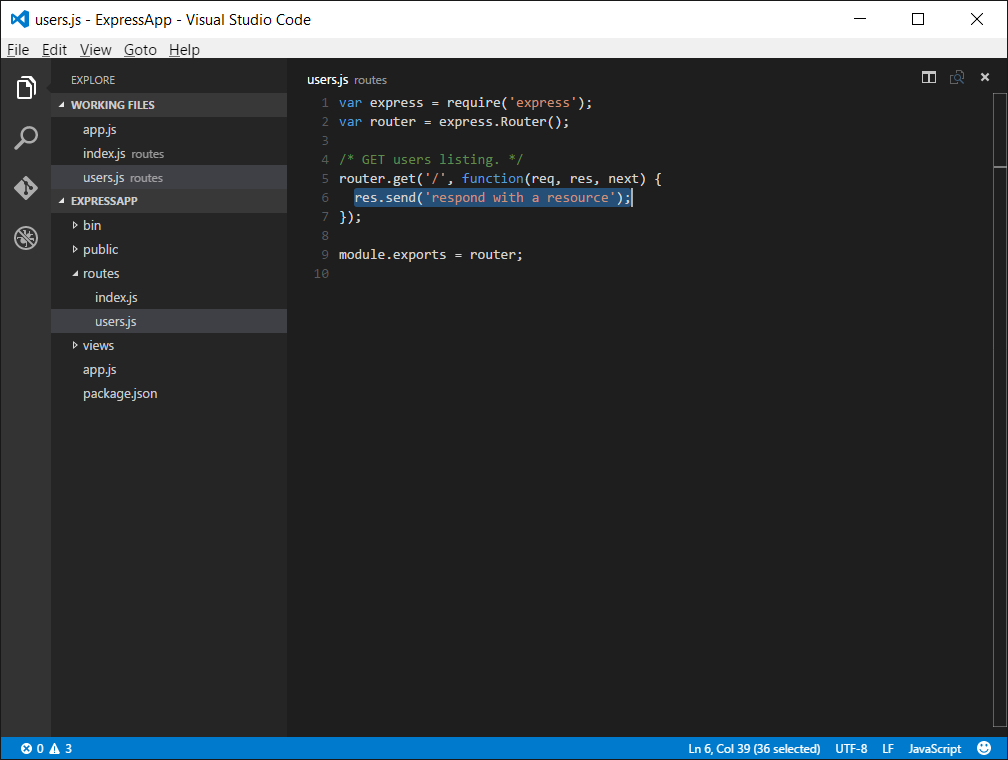 users.js - ExpressApp - Visual Studio Code
File Edit View Goto Help
EXPLORE
WORKING FILES
app.js
index.js routes
users.js routes
EXPRESSAPP
bin
public
routes
index.js
users.js
views
app.js
package.json
users.js routes
1 var express = require('express');
2 var router = express.Router();
3
4 /* GET users listing. */
5 router.get('/', function(req, res, next) {
6   res.send('respond with a resource');
7 });
8
9 module.exports = router;
10
0 3 Ln 6, Col 39 (36 selected) UTF-8 LF JavaScript